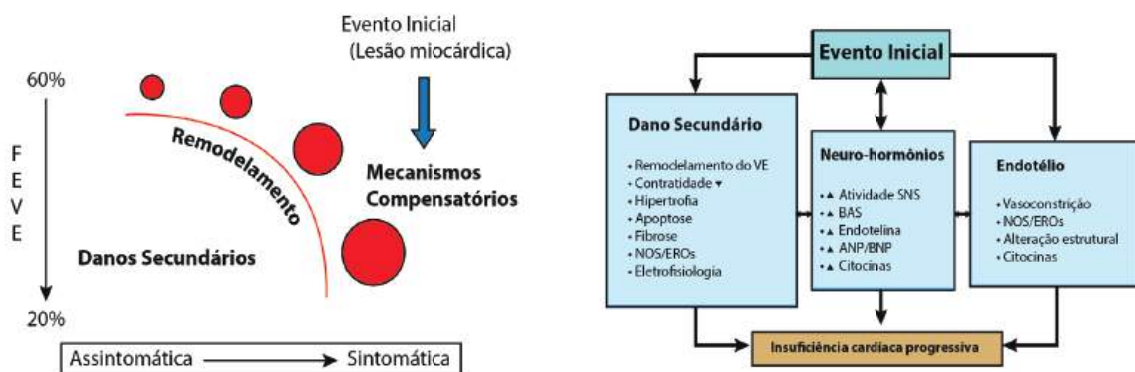 Evento Inicial
(Lesão miocárdica)
60%
F
E
V
E
20%
Remodelamento
Mecanismos
Compensatórios
Danos Secundários
Assintomática
Sintomática
Evento Inicial
Dano Secundário
• Remodelamento do VE
• Contratidade ▼
• Hipertrofia
• Apoptose
• Fibrose
• NOS/EROs
• Eletrofisiologia
Neuro-hormônios
• ▲ Atividade SNS
• ▲ BAS
• ▲ Endotelina
• ▲ ANP/BNP
• ▲ Citocinas
Endotélio
• Vasoconstrição
• NOS/EROs
• Alteração estrutural
• Citocinas
Insuficiência cardíaca progressiva